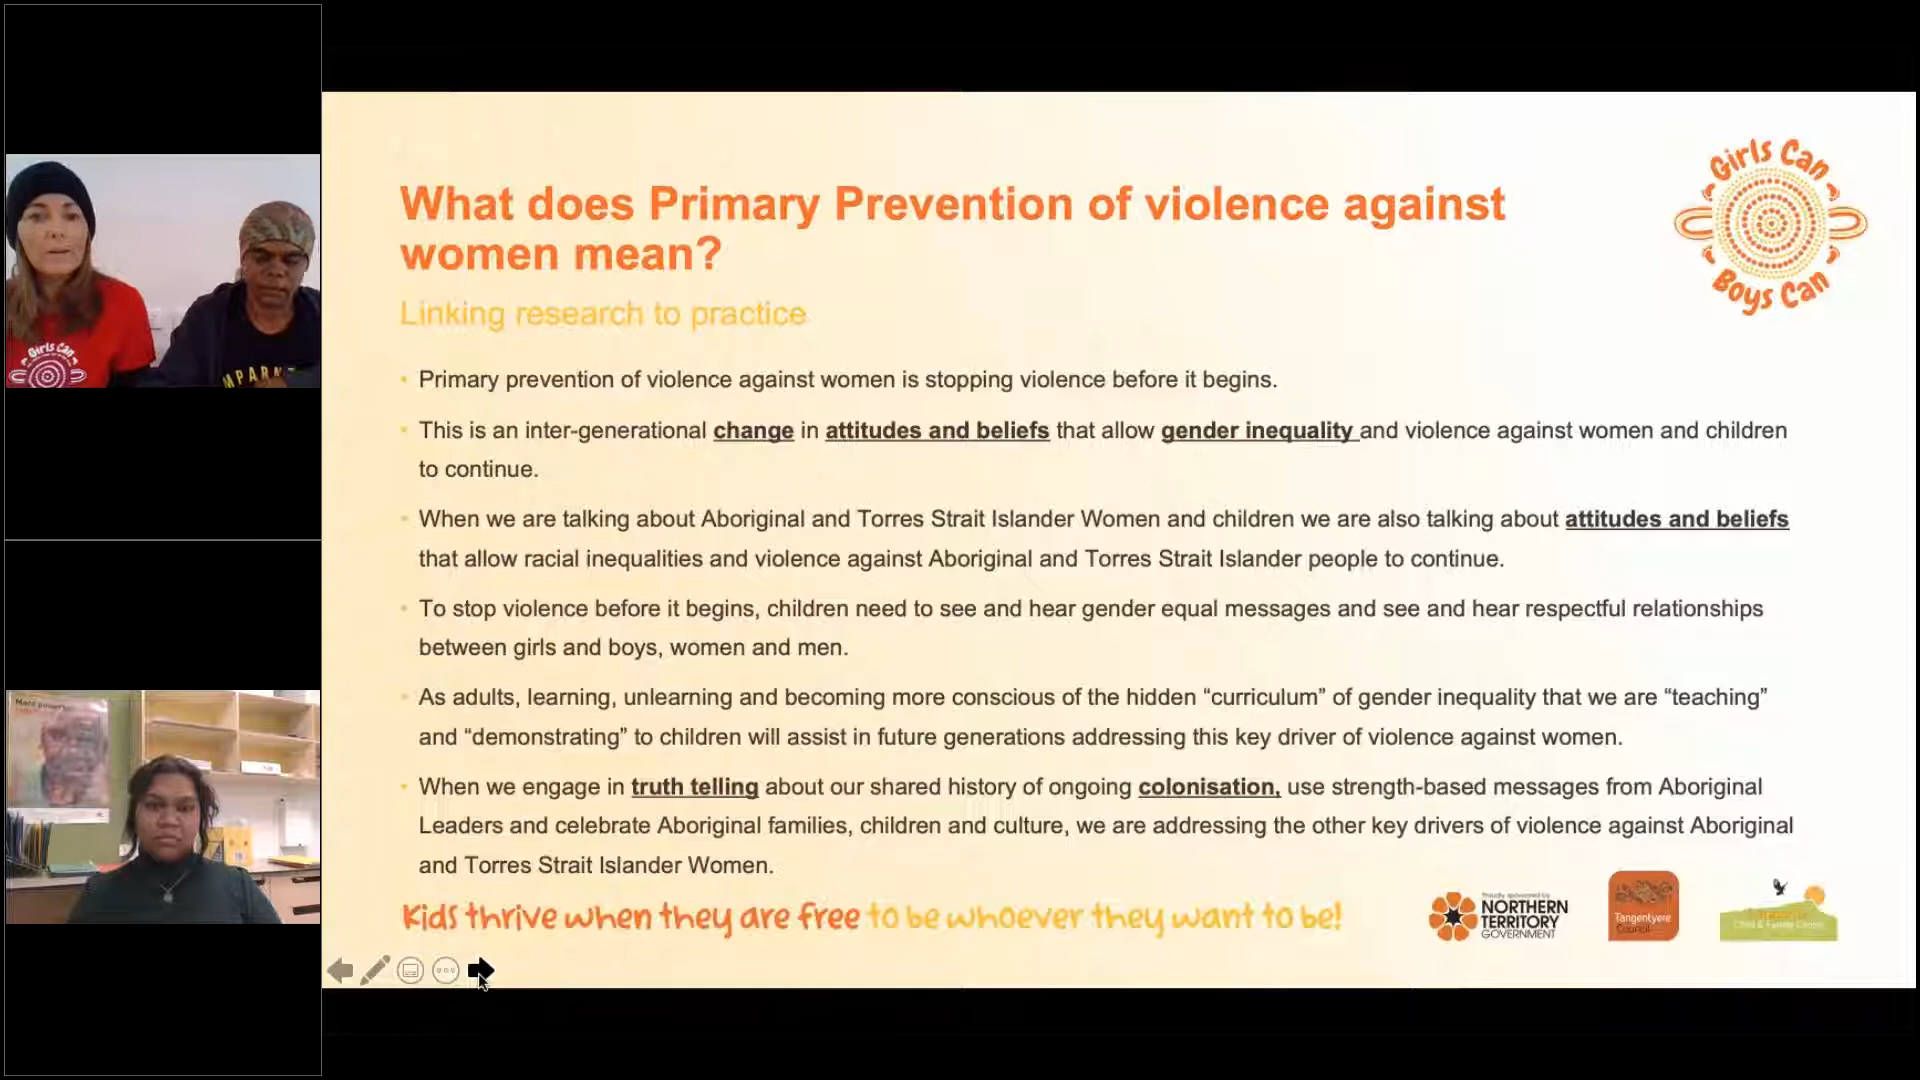 What does Primary Prevention of violence against
women mean?
Linking research to practice
Girls Can
Boys Can
• Primary prevention of violence against women is stopping violence before it begins.
• This is an inter-generational change in attitudes and beliefs that allow gender inequality and violence against women and children
to continue.
• When we are talking about Aboriginal and Torres Strait Islander Women and children we are also talking about attitudes and beliefs
that allow racial inequalities and violence against Aboriginal and Torres Strait Islander people to continue.
• To stop violence before it begins, children need to see and hear gender equal messages and see and hear respectful relationships
between girls and boys, women and men.
• As adults, learning, unlearning and becoming more conscious of the hidden “curriculum” of gender inequality that we are “teaching”
and “demonstrating” to children will assist in future generations addressing this key driver of violence against women.
• When we engage in truth telling about our shared history of ongoing colonisation, use strength-based messages from Aboriginal
Leaders and celebrate Aboriginal families, children and culture, we are addressing the other key drivers of violence against Aboriginal
and Torres Strait Islander Women.
Kids thrive when they are free to be whoever they want to be!
Proudly sponsored by
NORTHERN
TERRITORY
GOVERNMENT
Tangentyere
Council
Child & Family Centre
Girls Can
MPARN